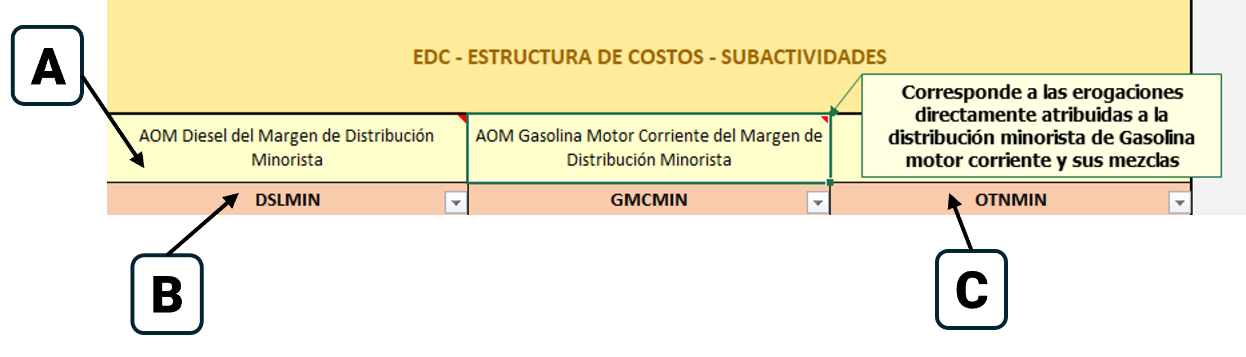 A
EDC - ESTRUCTURA DE COSTOS - SUBACTIVIDADES
Corresponde a las erogaciones
directamente atribuidas a la
distribución minorista de Gasolina
motor corriente y sus mezclas
AOM Diesel del Margen de Distribución
Minorista
AOM Gasolina Motor Corriente del Margen de
Distribución Minorista
DSLMIN
GMCMIN
OTNMIN
B
C